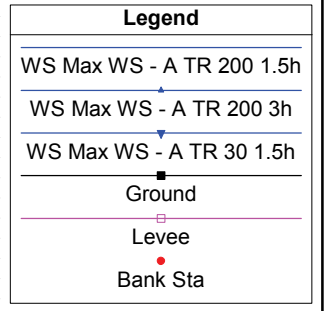 Legend
WS Max WS - A TR 200 1.5h
WS Max WS - A TR 200 3h
WS Max WS - A TR 30 1.5h
Ground
Levee
Bank Sta